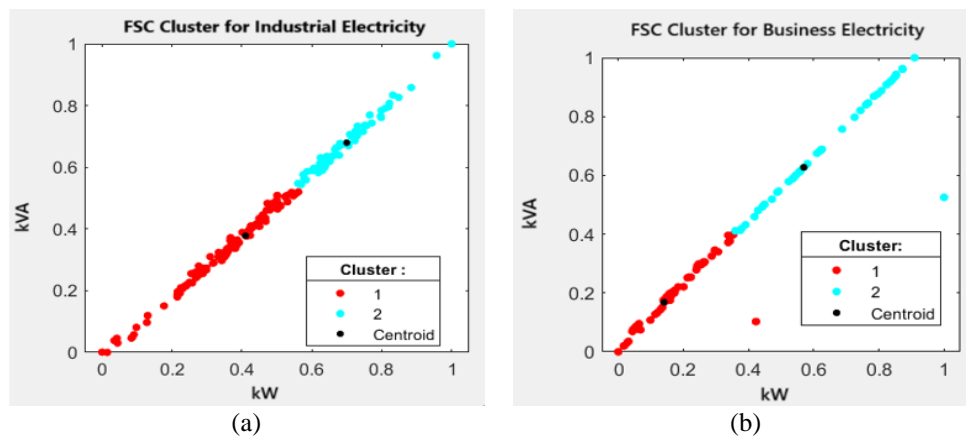 FSC Cluster for Industrial Electricity
1
0.8
0.6
0.4
0.2
0
kVA
0 0.2 0.4 0.6 0.8 1
kW
Cluster :
1
2
Centroid
(a)
FSC Cluster for Business Electricity
1
0.8
0.6
0.4
0.2
0
kVA
0 0.2 0.4 0.6 0.8 1
kW
Cluster:
1
2
Centroid
(b)